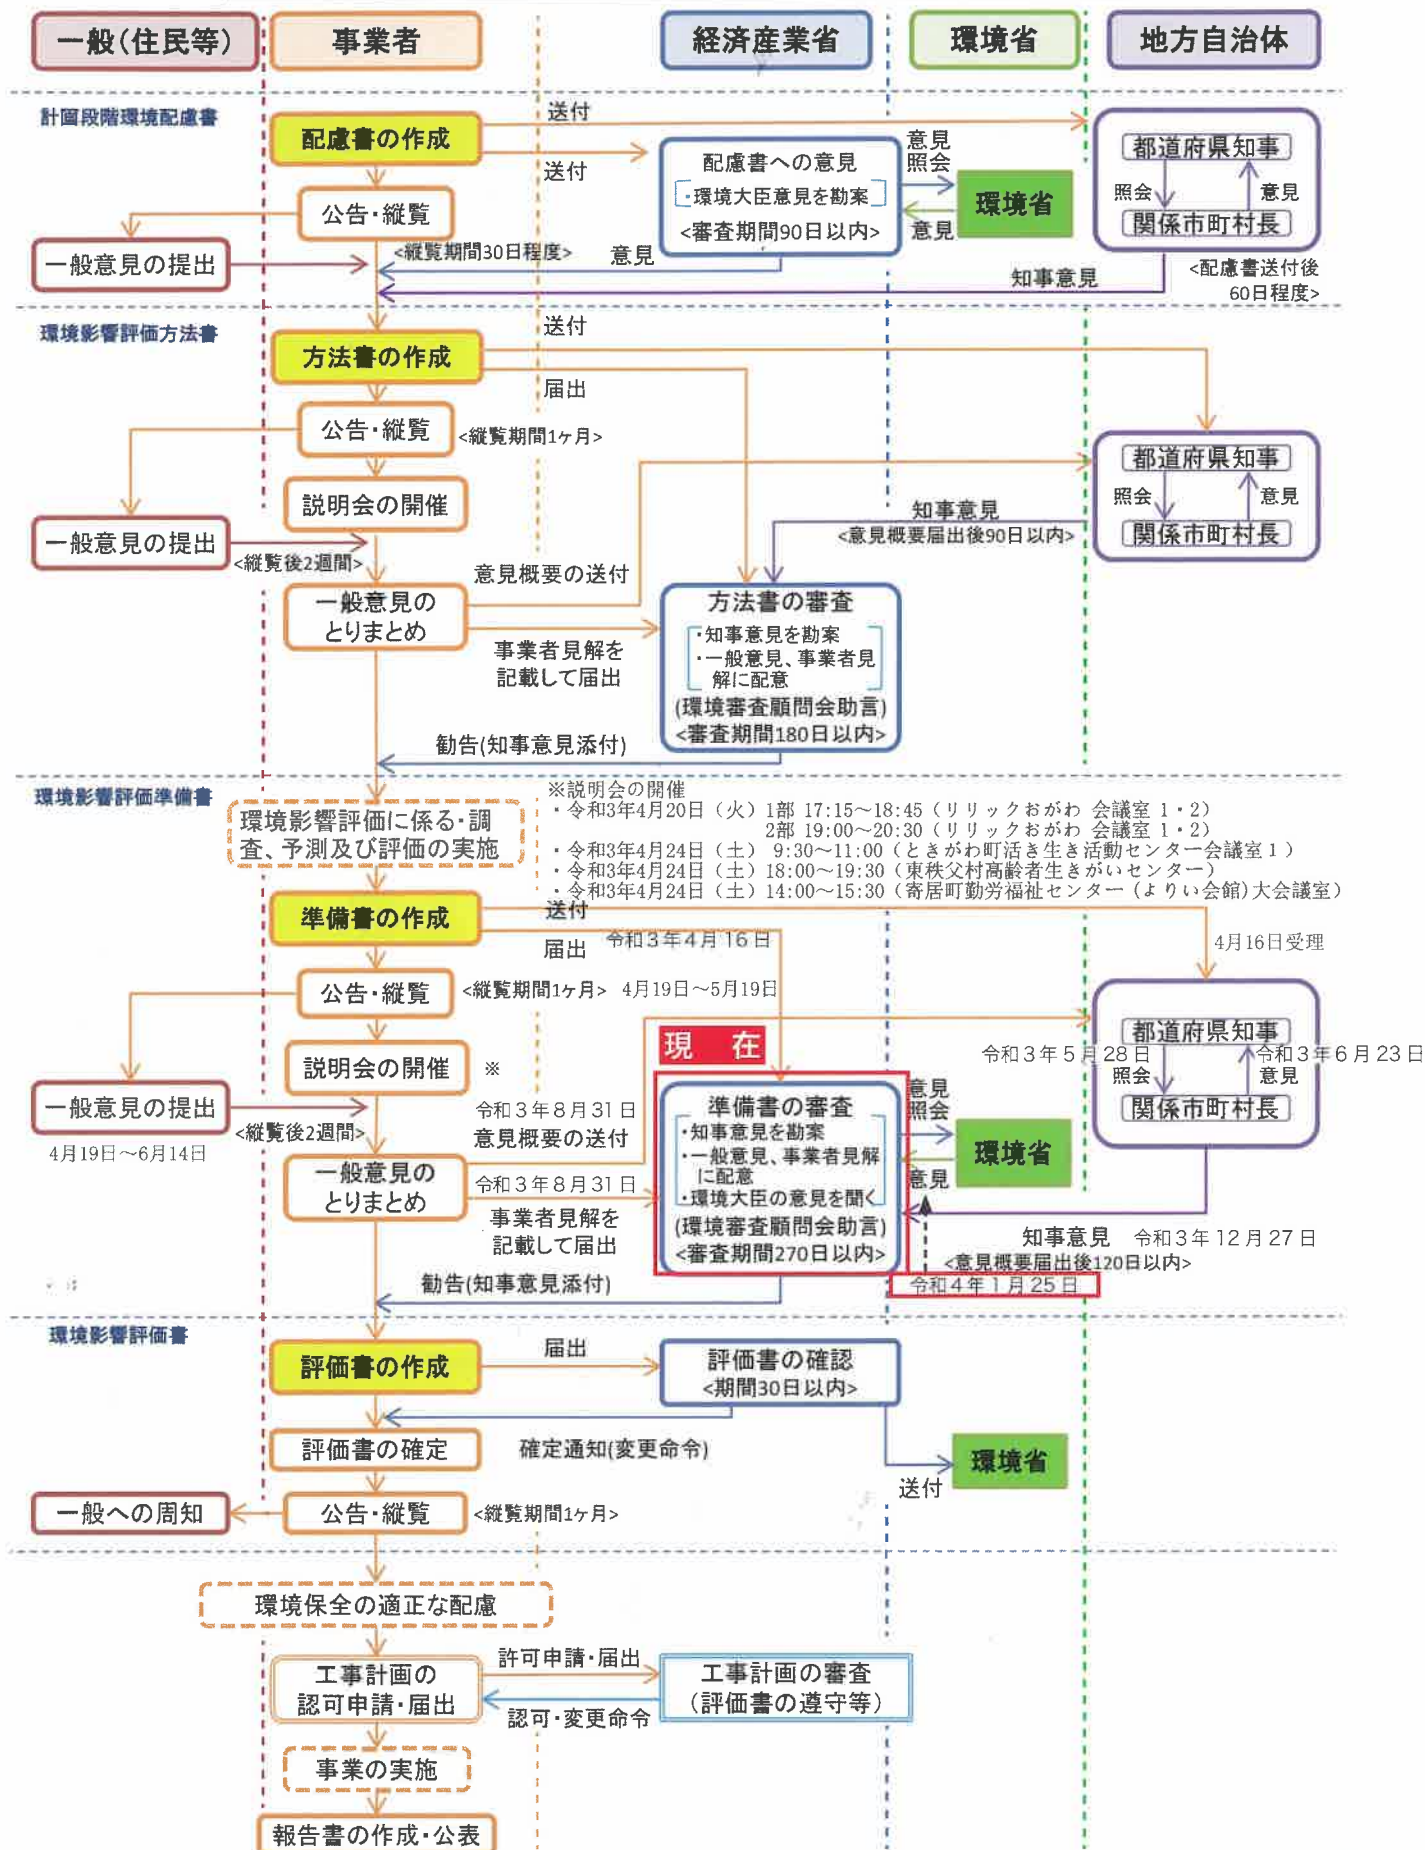 一般(住民等)
事業者
経済産業省
環境省
地方自治体
計画段階環境配慮書
配慮書の作成
送付
送付
公告・縦覧
<縦覧期間30日程度>
一般意見の提出
配慮書への意見
・環境大臣意見を勘案
<審査期間90日以内>
意見
照会
意見
環境省
都道府県知事
照会
意見
関係市町村長
意見
知事意見
<配慮書送付後
60日程度>
環境影響評価方法書
方法書の作成
送付
届出
公告・縦覧
<縦覧期間1ヶ月>
説明会の開催
一般意見の提出
<縦覧後2週間>
一般意見の
とりまとめ
意見概要の送付
事業者見解を
記載して届出
都道府県知事
照会
意見
関係市町村長
知事意見
<意見概要届出後90日以内>
方法書の審査
・知事意見を勘案
・一般意見、事業者見
解に配意
(環境審査顧問会助言)
<審査期間180日以内>
勧告(知事意見添付)
環境影響評価準備書
環境影響評価に係る・調
査、予測及び評価の実施
※説明会の開催
・令和3年4月20日（火）1部 17:15～18:45（リリックおがわ 会議室 1・2）
2部 19:00～20:30（リリックおがわ 会議室 1・2）
・令和3年4月24日（土） 9:30～11:00（ときがわ町活き生き活動センター会議室１）
・令和3年4月24日（土）18:00～19:30（東秩父村高齢者生きがいセンター）
・令和3年4月24日（土）14:00～15:30（寄居町勤労福祉センター（よりい会館)大会議室）
準備書の作成
送付
届出
令和３年４月16日
4月16日受理
公告・縦覧
<縦覧期間1ヶ月> 4月19日～5月19日
説明会の開催
※
一般意見の提出
4月19日～6月14日
<縦覧後2週間>
一般意見の
とりまとめ
令和３年８月31日
意見概要の送付
令和３年８月31日
事業者見解を
記載して届出
現 在
準備書の審査
・知事意見を勘案
・一般意見、事業者見解
に配意
・環境大臣の意見を聞く
(環境審査顧問会助言)
<審査期間270日以内>
意見
照会
意見
環境省
都道府県知事
令和３年５月28日
令和３年６月23日
照会
意見
関係市町村長
知事意見 令和３年12月27日
<意見概要届出後120日以内>
令和４年１月25日
勧告(知事意見添付)
環境影響評価書
評価書の作成
届出
評価書の確認
<期間30日以内>
評価書の確定
確定通知(変更命令)
環境省
送付
一般への周知
公告・縦覧
<縦覧期間1ヶ月>
環境保全の適正な配慮
工事計画の
認可申請・届出
許可申請・届出
認可・変更命令
工事計画の審査
（評価書の遵守等）
事業の実施
報告書の作成・公表